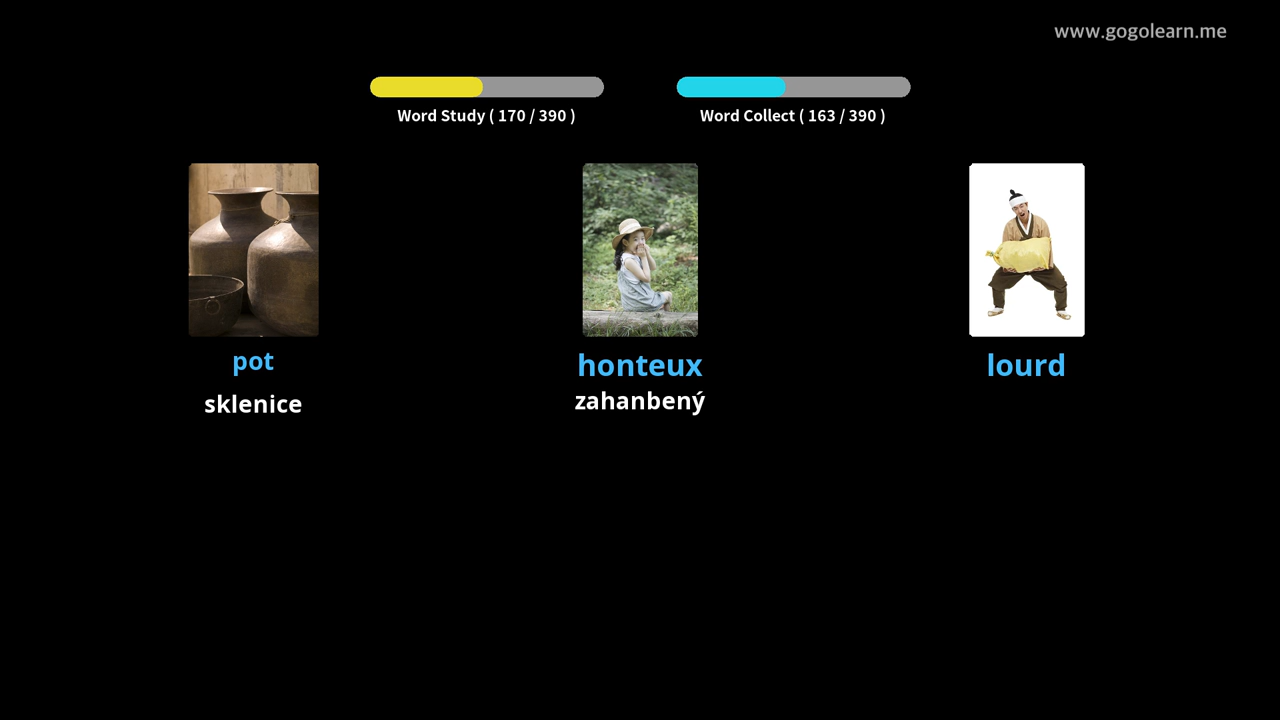 www.gogolearn.me
Word Study ( 170 / 390 )
Word Collect ( 163 / 390 )
pot
sklenice
honteux
zahanbený
lourd